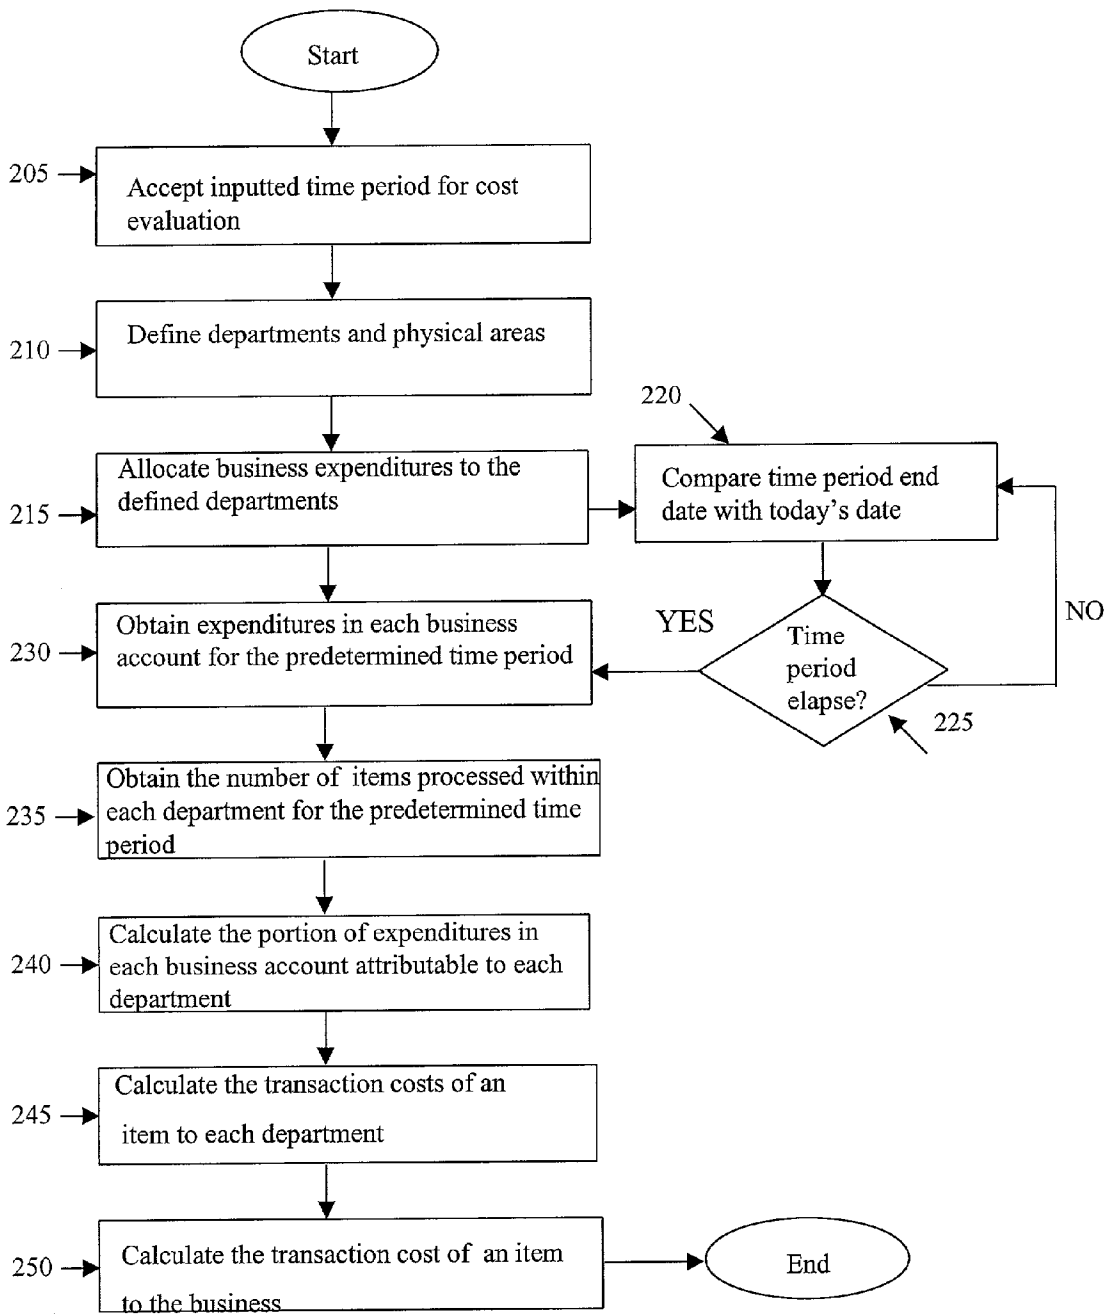 Start
205
Accept inputted time period for cost
evaluation
210
Define departments and physical areas
220
215
Allocate business expenditures to the
defined departments
Compare time period end
date with today's date
230
Obtain expenditures in each business
account for the predetermined time period
YES
Time
period
elapse?
NO
225
235
Obtain the number of items processed within
each department for the predetermined time
period
240
Calculate the portion of expenditures in
each business account attributable to each
department
245
Calculate the transaction costs of an
item to each department
250
Calculate the transaction cost of an item
to the business
End